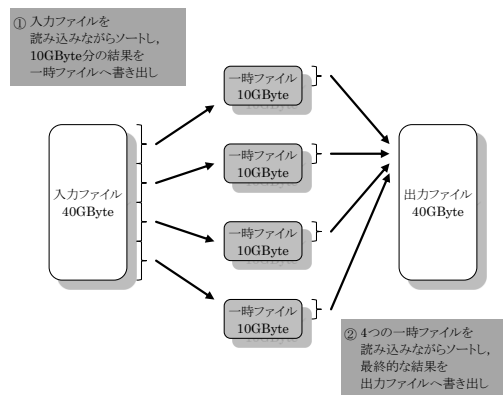 ① 入力ファイルを
読み込みながらソートし,
10GByte分の結果を
一時ファイルへ書き出し
一時ファイル
10GByte
一時ファイル
10GByte
入力ファイル
40GByte
出力ファイル
40GByte
一時ファイル
10GByte
一時ファイル
10GByte
② 4つの一時ファイルを
読み込みながらソートし,
最終的な結果を
出力ファイルへ書き出し